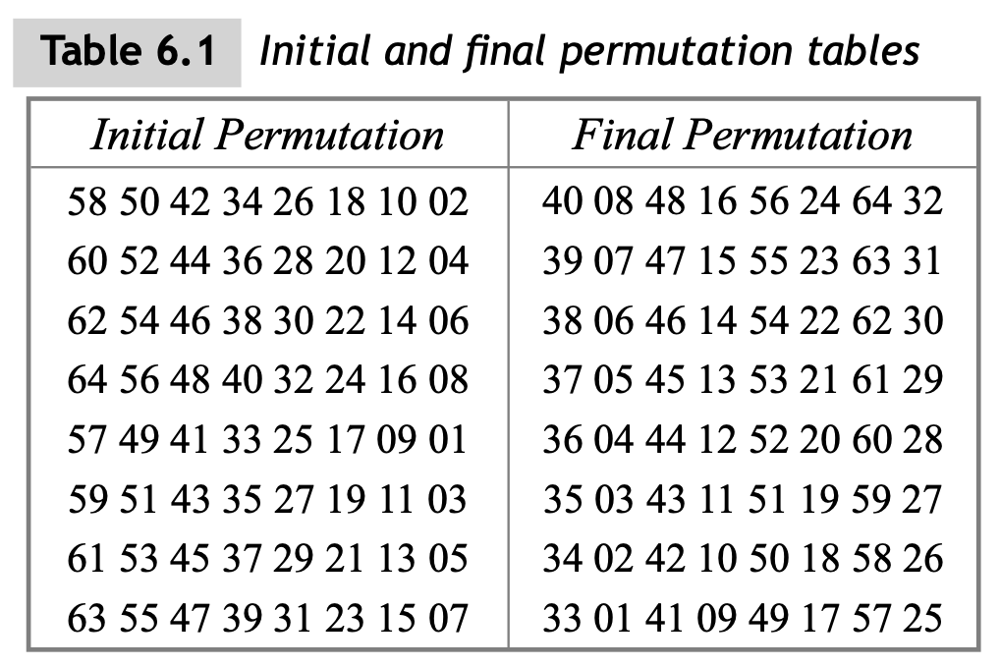 Table 6.1 Initial and final permutation tables
Initial Permutation Final Permutation
58 50 42 34 26 18 10 02 40 08 48 16 56 24 64 32
60 52 44 36 28 20 12 04 39 07 47 15 55 23 63 31
62 54 46 38 30 22 14 06 38 06 46 14 54 22 62 30
64 56 48 40 32 24 16 08 37 05 45 13 53 21 61 29
57 49 41 33 25 17 09 01 36 04 44 12 52 20 60 28
59 51 43 35 27 19 11 03 35 03 43 11 51 19 59 27
61 53 45 37 29 21 13 05 34 02 42 10 50 18 58 26
63 55 47 39 31 23 15 07 33 01 41 09 49 17 57 25